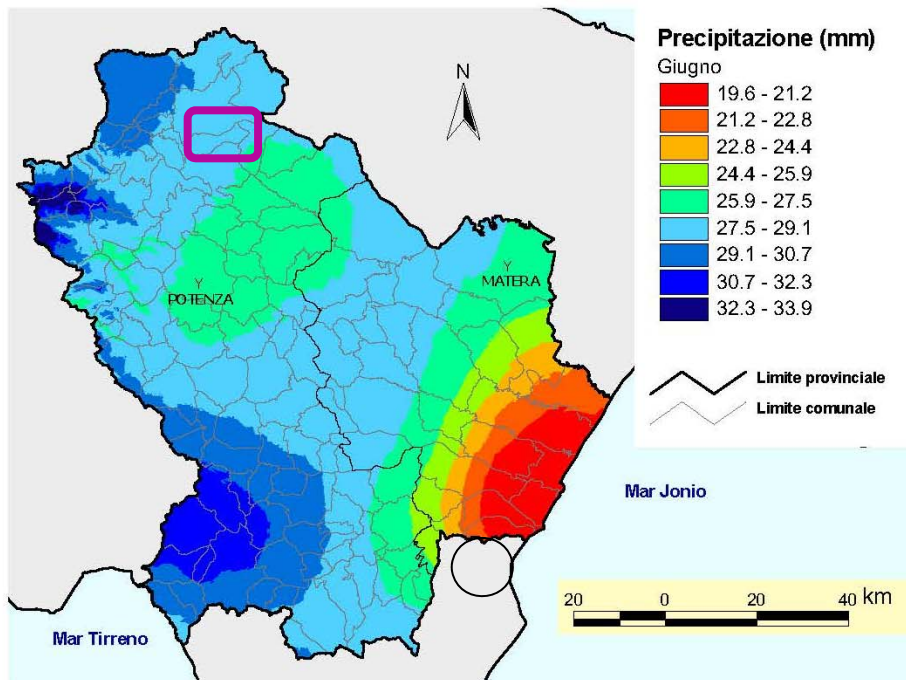 Precipitazione (mm)
Giugno
19.6 - 21.2
21.2 - 22.8
22.8 - 24.4
24.4 - 25.9
25.9 - 27.5
27.5 - 29.1
29.1 - 30.7
30.7 - 32.3
32.3 - 33.9
Limite provinciale
Limite comunale
N
Y
MATERA
Y
POTENZA
Mar Jonio
Mar Tirreno
20 0 20 40 km